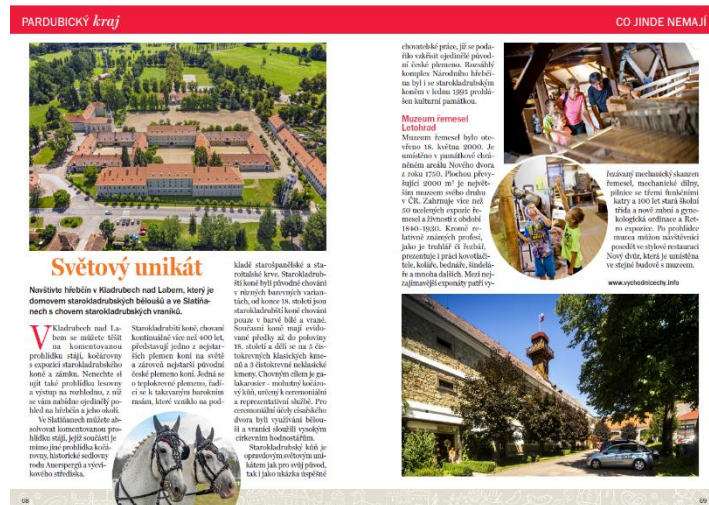 PARDUBICKÝ kraj
CO JINDE NEMAJÍ
Světový unikát
Navštivte hřebčín v Kladrubech nad Labem, který je
domovem starokladrubských běloušů a ve Slatiňa-
nech s chovem starokladrubských vraníků.
V Kladrubech nad La-
bem se můžete těšit
na komentovanou
prohlídku stájí, kočárovny
s expozicí starokladrubského
koně a zámku. Nenechte si
ujít také prohlídku lesovny
a výstup na rozhlednu, z níž
se vám nabídne ojedinělý po-
hled na hřebčín a jeho okolí.
Ve Slatiňanech můžete ab-
solvovat komentovanou pro-
hlídku stájí, jejíž součástí je
mimo jiné prohlídka kočá-
rovny, historické sedlovny
rodu Auerspergů a výcvi-
kového střediska.
Starokladrubští koně, chovaní
kontinuálně více než 400 let,
představují jedno z nejstar-
ších plemen koní na světě
a zároveň nejstarší původní
české plemeno koní. Jedná se
o teplokrevné plemeno, řadí-
cí se k takzvaným barokním
rasám, které vzniklo na pod-
kladě starošpanělské a sta-
roitalské krve. Starokladrub-
ští koně byli původně chováni
v různých barevných varian-
tách, od konce 18. století jsou
starokladrubští koně chováni
pouze v barvě bílé a vrané.
Současní koně mají evido-
vané předky až do poloviny
18. století a dělí se na 5 čis-
tokrevných klasických kme-
nů a 3 čistokrevné neklasické
kmeny. Chovným cílem je ga-
lakarosier - mohutný kočáro-
vý kůň, určený k ceremoniální
a reprezentativní službě. Pro
ceremoniální účely císařského
dvora byli využíváni bělou-
ši a vraníci sloužili vysokým
církevním hodnostářům.
Starokladrubský kůň je
opravdovým světovým uni-
kátem jak pro svůj původ,
tak i jako ukázka úspěšné
chovatelské práce, jíž se poda-
řilo vzkřísit ojedinělé původ-
ní české plemeno. Rozsáhlý
komplex Národního hřebčí-
na byl i se starokladrubským
koněm v lednu 1995 prohlá-
šen kulturní památkou.
Muzeum řemesel
Letohrad
Muzeum řemesel bylo ote-
vřeno 18. května 2000. Je
umístěno v památkově chrá-
něném areálu Nového dvora
z roku 1750. Plochou převy-
šující 2000 m² je největ-
ším muzeem svého druhu
v ČR. Zahrnuje více než
50 ucelených expozic ře-
mesel a živností z období
1840-1930. Kromě re-
lativně známých profesí,
jako je truhlář či řezbář,
prezentuje i práci kovotlači-
tele, koláře, bednáře, šindelá-
ře a mnoha dalších. Mezi nej-
zajímavější exponáty patří vy-
řezávaný mechanický skanzen
řemesel, mechanické dílny,
pilnice se třemi funkčními
katry a 100 let stará školní
třída a nově zubní a gyne-
kologická ordinace a Ret-
ro expozice. Po prohlídce
muzea můžou návštěvníci
posedět ve stylové restauraci
Nový dvůr, která je umístěna
ve stejné budově s muzeem.
www.vychodnicechy.info
68
69